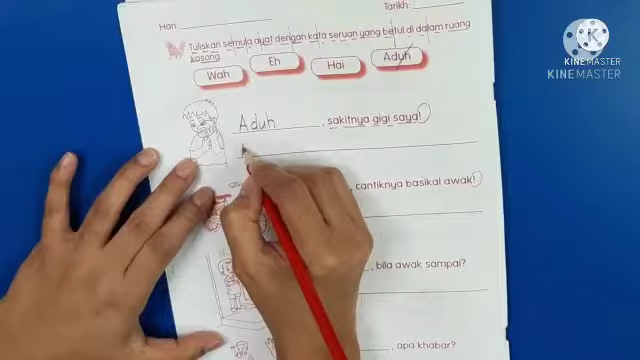 Hari
Tarikh:
Tuliskan semula ayat dengan kata seruan yang betul di dalam ruang
kosong.
Wah
Eh
Hai
Aduh
Aduh, sakitnya gigi saya!
, cantiknya basikal awak!
, bila awak sampai?
, apa khabar?
K
KINEMASTER
KINEMASTER